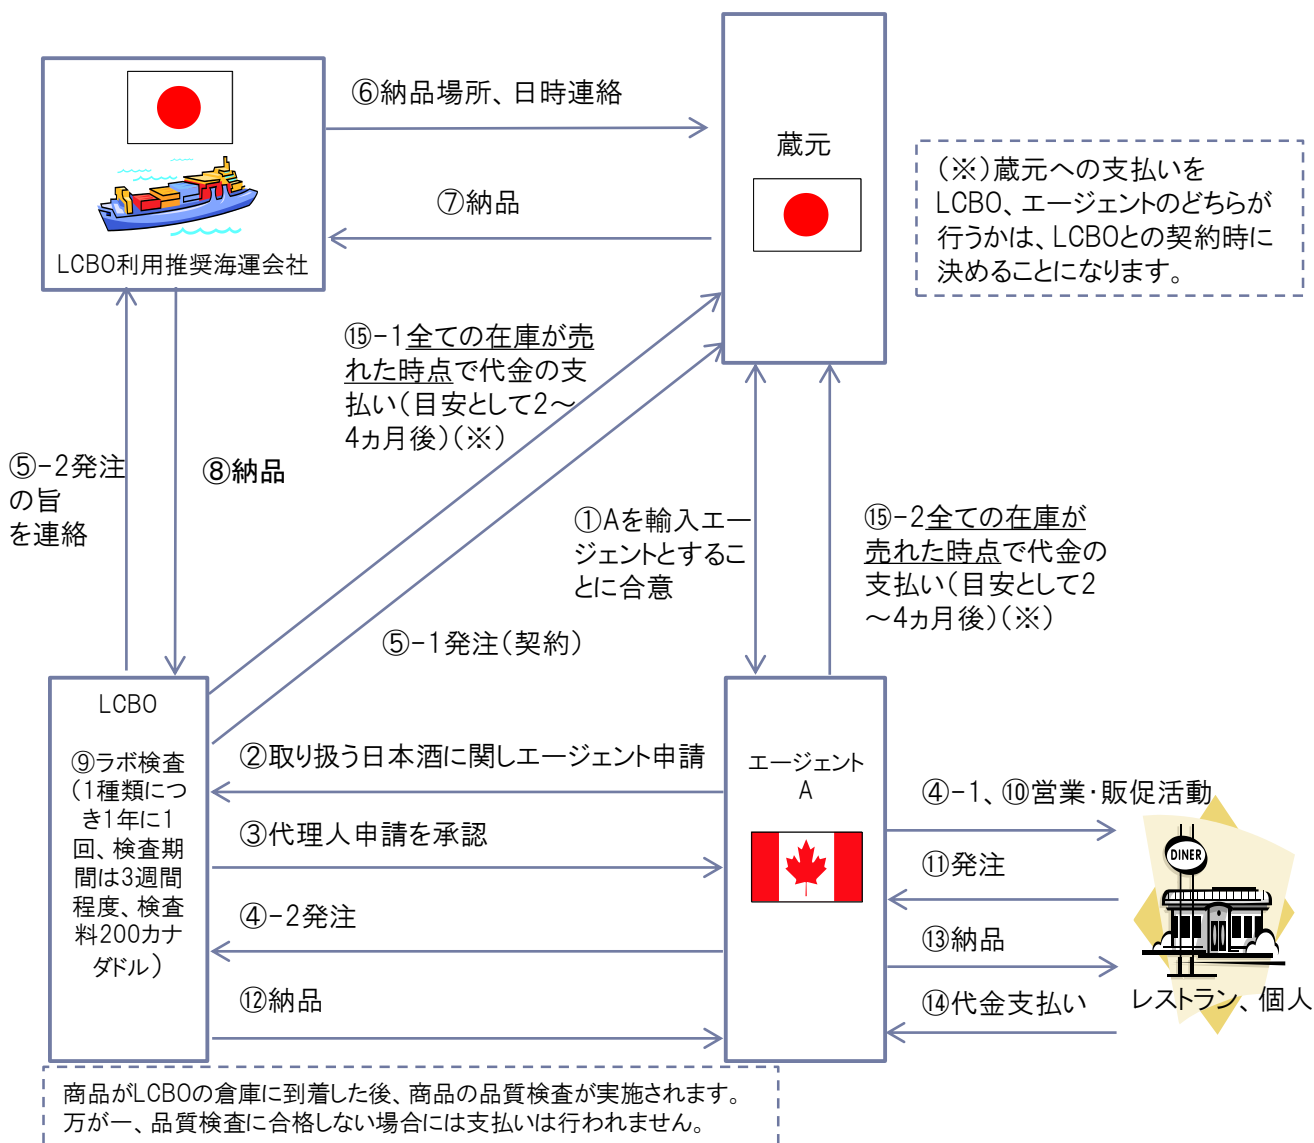 ⑥納品場所、日時連絡
蔵元
⑦納品
LCBO利用推奨海運会社
(※)蔵元への支払いを
LCBO、エージェントのどちらが
行うかは、LCBOとの契約時に
決めることになります。
⑮-1全ての在庫が売
れた時点で代金の支
払い(目安として2～
4ヵ月後)(※)
⑤-2発注
の旨
を連絡
⑧納品
①Aを輸入エー
ジェントとするこ
とに合意
⑮-2全ての在庫が
売れた時点で代金の
支払い(目安として2
～4ヵ月後)(※)
⑤-1発注(契約)
LCBO
⑨ラボ検査
(1種類につ
き1年に1
回、検査期
間は3週間
程度、検査
料200カナ
ダドル)
②取り扱う日本酒に関しエージェント申請
③代理人申請を承認
④-2発注
⑫納品
エージェント
A
④-1、⑩営業・販促活動
⑪発注
DINER
⑬納品
⑭代金支払い
レストラン、個人
商品がLCBOの倉庫に到着した後、商品の品質検査が実施されます。
万が一、品質検査に合格しない場合には支払いは行われません。